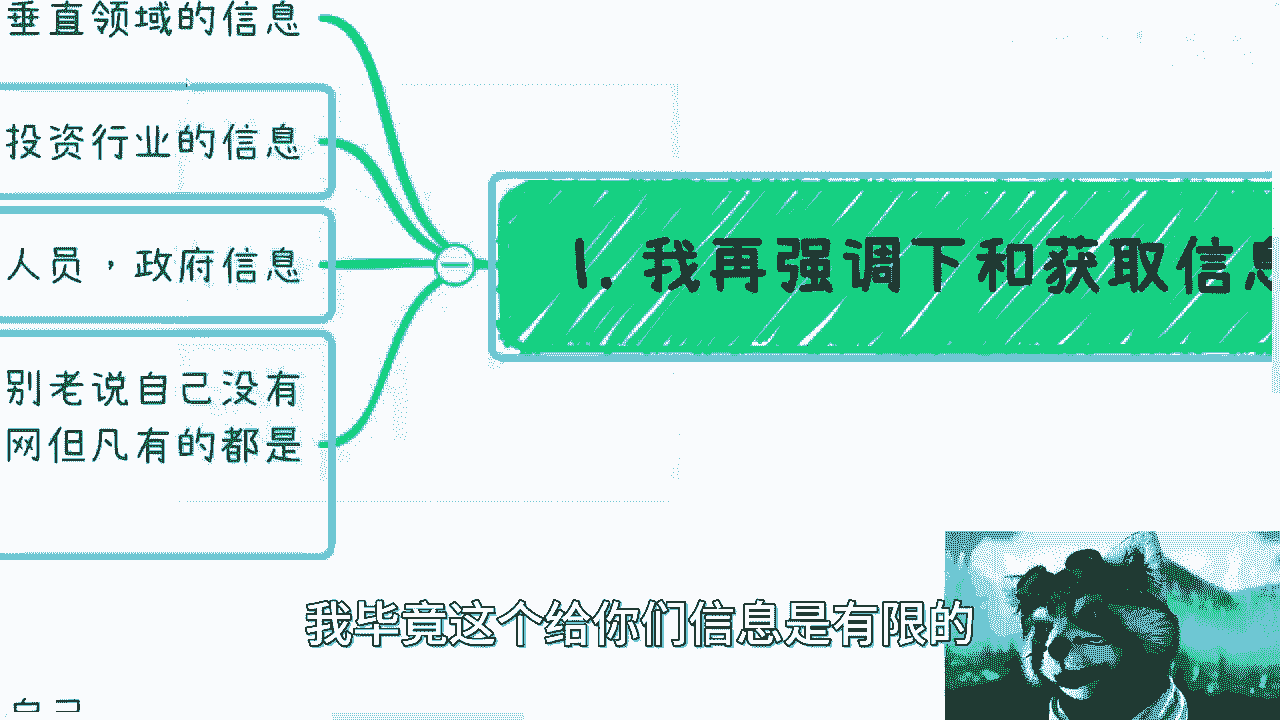 垂直领域的信息
投资行业的信息
人员，政府信息
别老说自己没有
网但凡有的都是
1. 我再强调下和获取信息
我毕竟这个给你们信息是有限的
自己